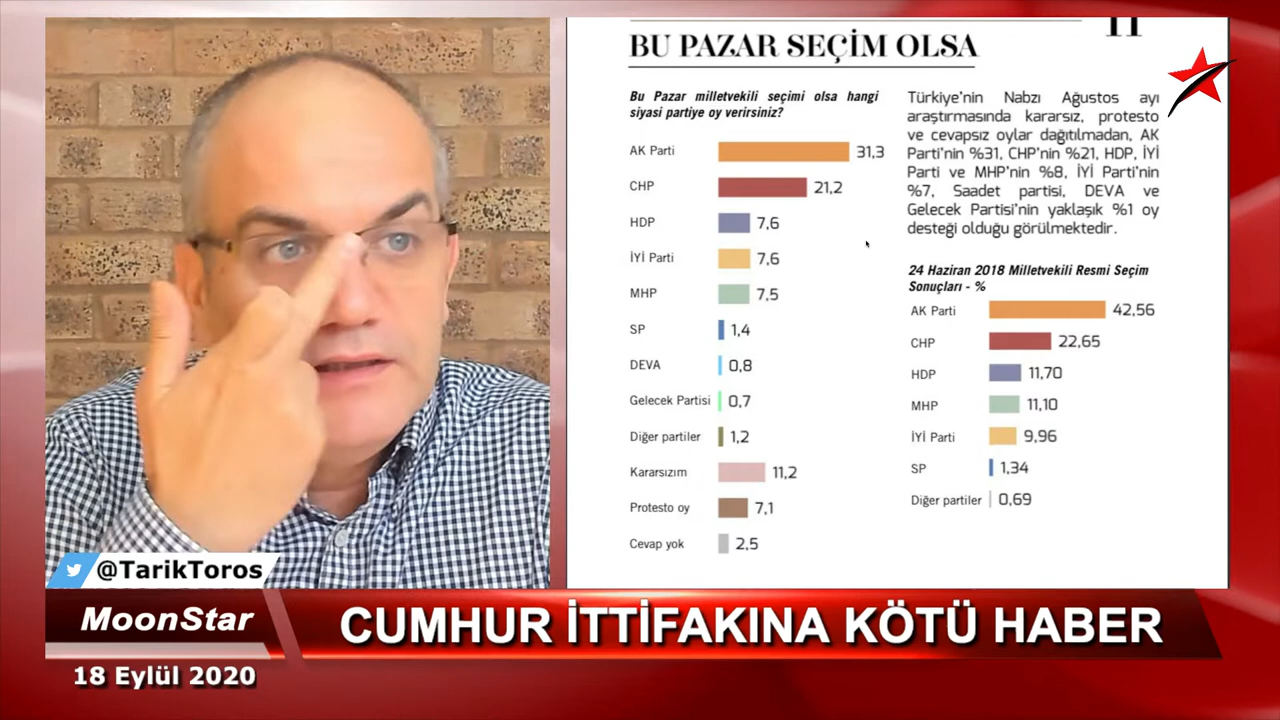 11
BU PAZAR SEÇİM OLSA
Bu Pazar milletvekili seçimi olsa hangi
siyasi partiye oy verirsiniz?
AK Parti 31,3
CHP 21,2
HDP 7,6
İYİ Parti 7,6
MHP 7,5
SP 1,4
DEVA 0,8
Gelecek Partisi 0,7
Diğer partiler 1,2
Kararsızım 11,2
Protesto oy 7,1
Cevap yok 2,5
Türkiye'nin Nabzı Ağustos ayı
araştırmasında kararsız, protesto
ve cevapsız oylar dağıtılmadan, AK
Parti'nin %31, CHP'nin %21, HDP, İYİ
Parti ve MHP'nin %8, İYİ Parti'nin
%7, Saadet partisi, DEVA ve
Gelecek Partisi'nin yaklaşık %1 oy
desteği olduğu görülmektedir.
24 Haziran 2018 Milletvekili Resmi Seçim
Sonuçları - %
AK Parti 42,56
CHP 22,65
HDP 11,70
MHP 11,10
İYİ Parti 9,96
SP 1,34
Diğer partiler 0,69
@TarikToros
MoonStar
CUMHUR İTTİFAKINA KÖTÜ HABER
18 Eylül 2020